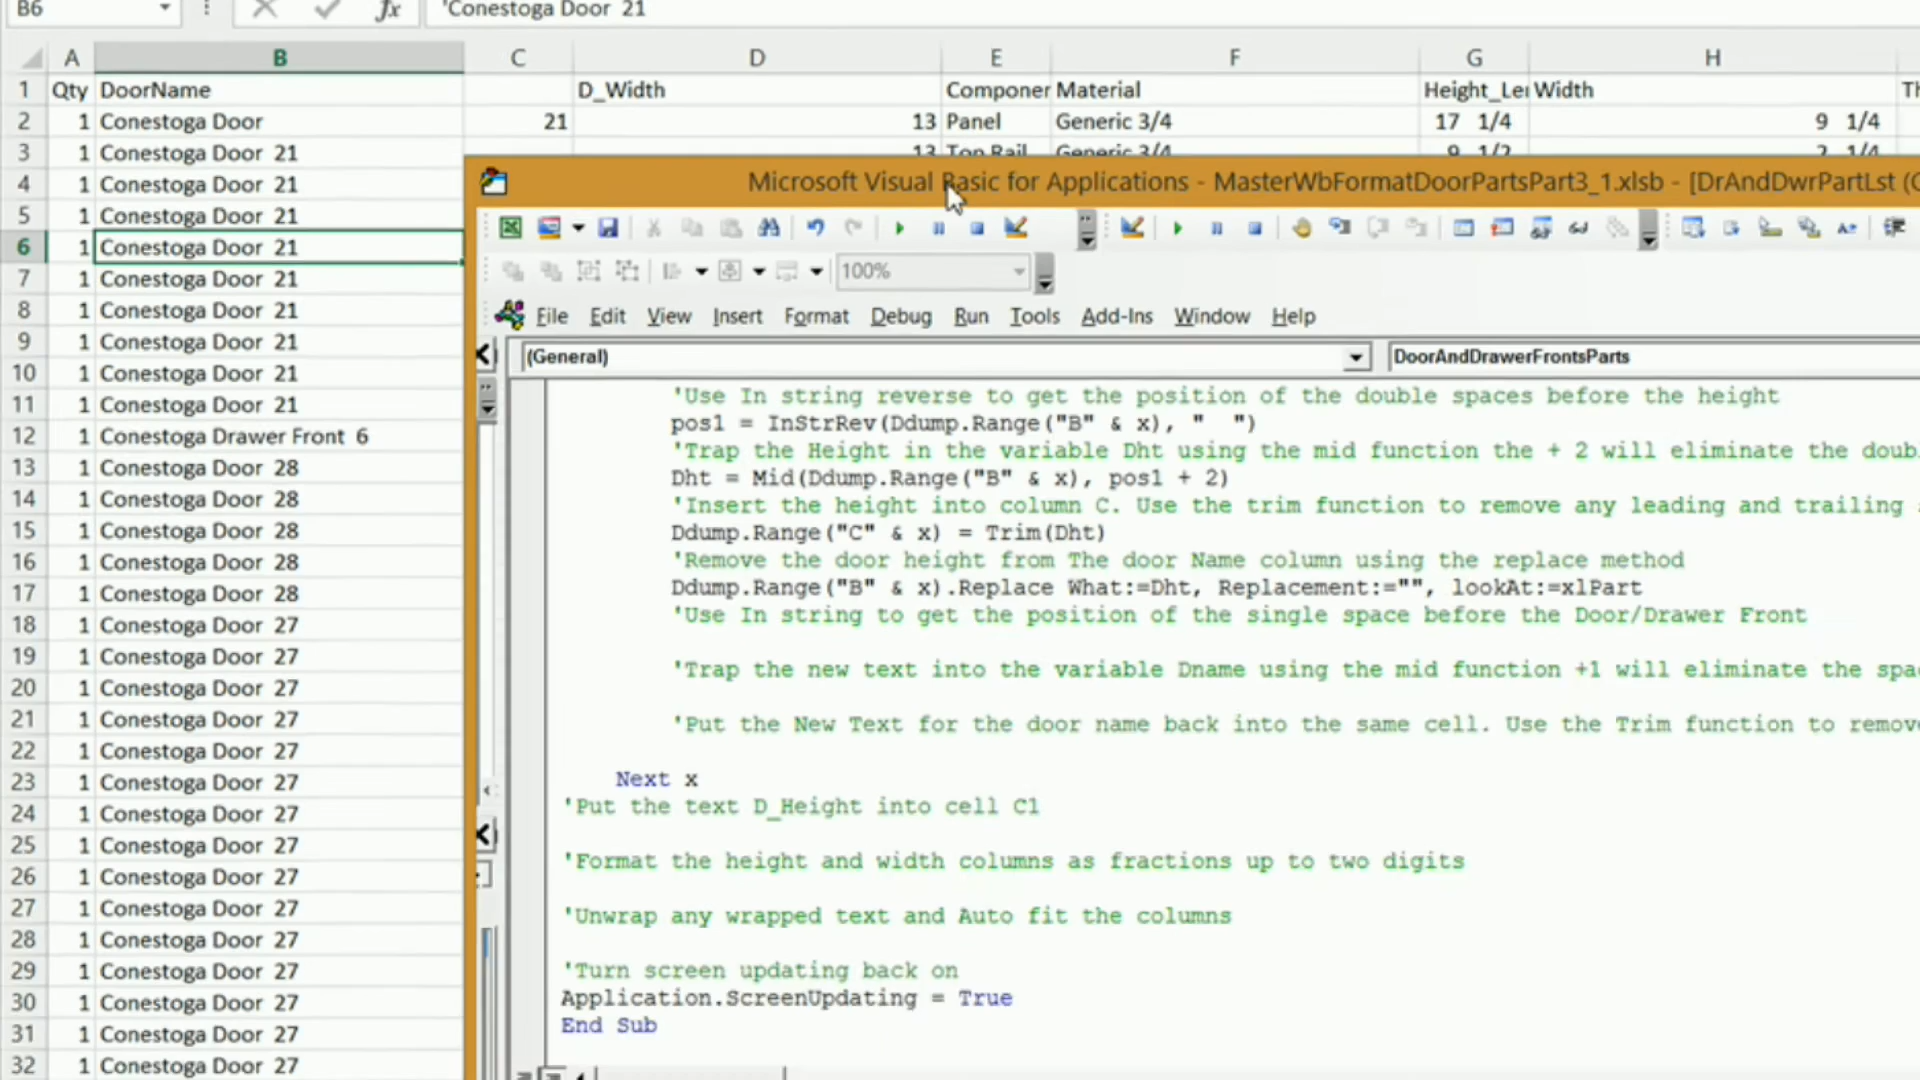 B6 fx 'Conestoga Door  21
A B C D E F G H
1 Qty DoorName D_Width Componer Material Height_Lei Width Th
2 1 Conestoga Door 21 13 Panel Generic 3/4 17 1/4 9 1/4
3 1 Conestoga Door 21 13 Top Rail Generic 3/4 9 1/2 2 1/4
4 1 Conestoga Door 21
5 1 Conestoga Door 21
6 1 Conestoga Door 21
7 1 Conestoga Door 21
8 1 Conestoga Door 21
9 1 Conestoga Door 21
10 1 Conestoga Door 21
11 1 Conestoga Door 21
12 1 Conestoga Drawer Front 6
13 1 Conestoga Door 28
14 1 Conestoga Door 28
15 1 Conestoga Door 28
16 1 Conestoga Door 28
17 1 Conestoga Door 28
18 1 Conestoga Door 27
19 1 Conestoga Door 27
20 1 Conestoga Door 27
21 1 Conestoga Door 27
22 1 Conestoga Door 27
23 1 Conestoga Door 27
24 1 Conestoga Door 27
25 1 Conestoga Door 27
26 1 Conestoga Door 27
27 1 Conestoga Door 27
28 1 Conestoga Door 27
29 1 Conestoga Door 27
30 1 Conestoga Door 27
31 1 Conestoga Door 27
32 1 Conestoga Door 27
Microsoft Visual Basic for Applications - MasterWbFormatDoorPartsPart3_1.xlsb - [DrAndDwrPartLst (C
100%
File Edit View Insert Format Debug Run Tools Add-Ins Window Help
(General) DoorAndDrawerFrontsParts
'Use In string reverse to get the position of the double spaces before the height
pos1 = InStrRev(Ddump.Range("B" & x), "  ")
'Trap the Height in the variable Dht using the mid function the + 2 will eliminate the doub
Dht = Mid(Ddump.Range("B" & x), pos1 + 2)
'Insert the height into column C. Use the trim function to remove any leading and trailing
Ddump.Range("C" & x) = Trim(Dht)
'Remove the door height from The door Name column using the replace method
Ddump.Range("B" & x).Replace What:=Dht, Replacement:="", lookAt:=xlPart
'Use In string to get the position of the single space before the Door/Drawer Front
'Trap the new text into the variable Dname using the mid function +1 will eliminate the spa
'Put the New Text for the door name back into the same cell. Use the Trim function to remov
Next x
'Put the text D_Height into cell C1
'Format the height and width columns as fractions up to two digits
'Unwrap any wrapped text and Auto fit the columns
'Turn screen updating back on
Application.ScreenUpdating = True
End Sub